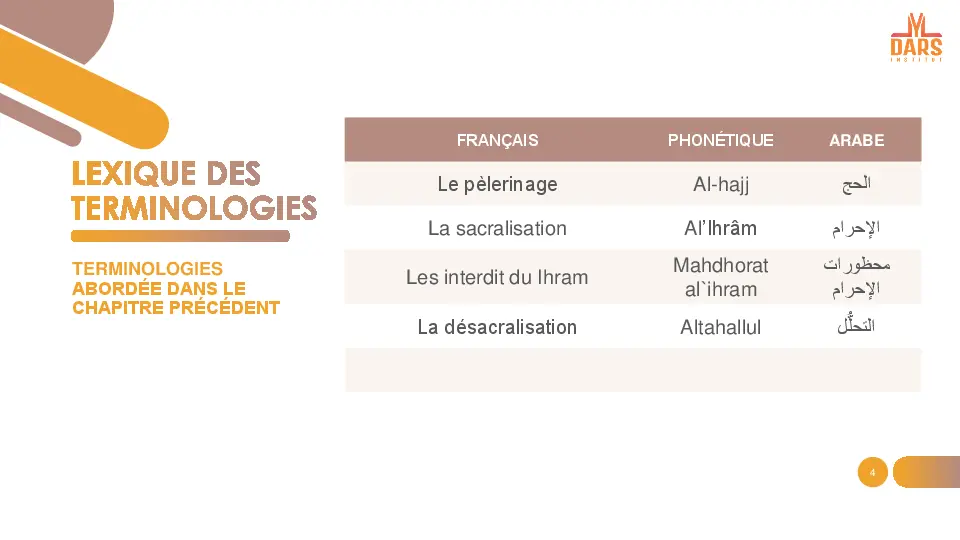 DARS
INSTITUT
LEXIQUE DES
TERMINOLOGIES
TERMINOLOGIES
ABORDÉE DANS LE
CHAPITRE PRÉCÉDENT
FRANÇAIS PHONÉTIQUE ARABE
Le pèlerinage Al-hajj الحج
La sacralisation Al’Ihrâm الإحرام
Les interdit du Ihram Mahdhorat al`ihram محظورات الإحرام
La désacralisation Altahallul التحلُّل
4